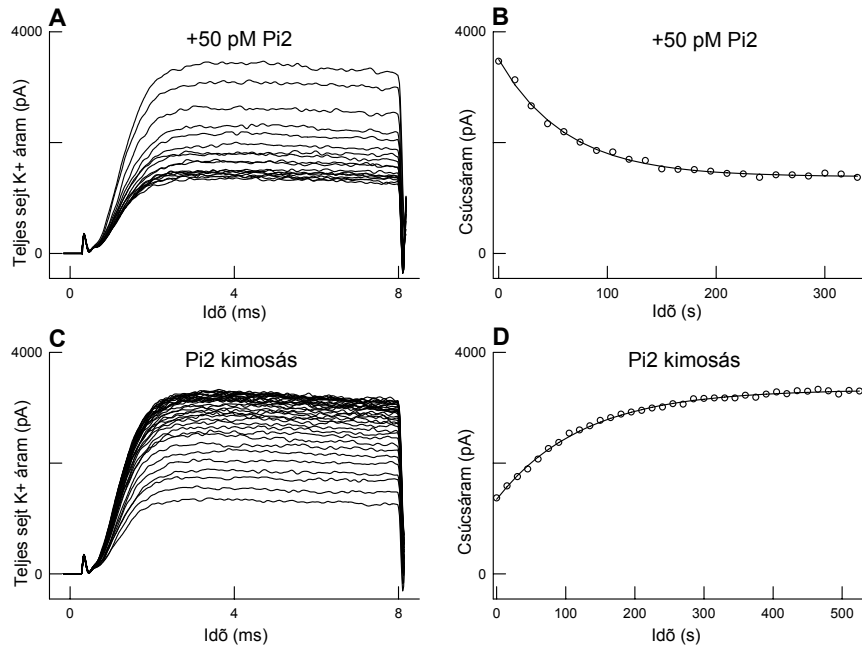 A
+50 pM Pi2
4000
0
Teljes sejt K+ áram (pA)
0 4 8
Idõ (ms)
B
+50 pM Pi2
4000
0
Csúcsáram (pA)
0 100 200 300
Idõ (s)
C
Pi2 kimosás
4000
0
Teljes sejt K+ áram (pA)
0 4 8
Idõ (ms)
D
Pi2 kimosás
4000
0
Csúcsáram (pA)
0 100 200 300 400 500
Idõ (s)